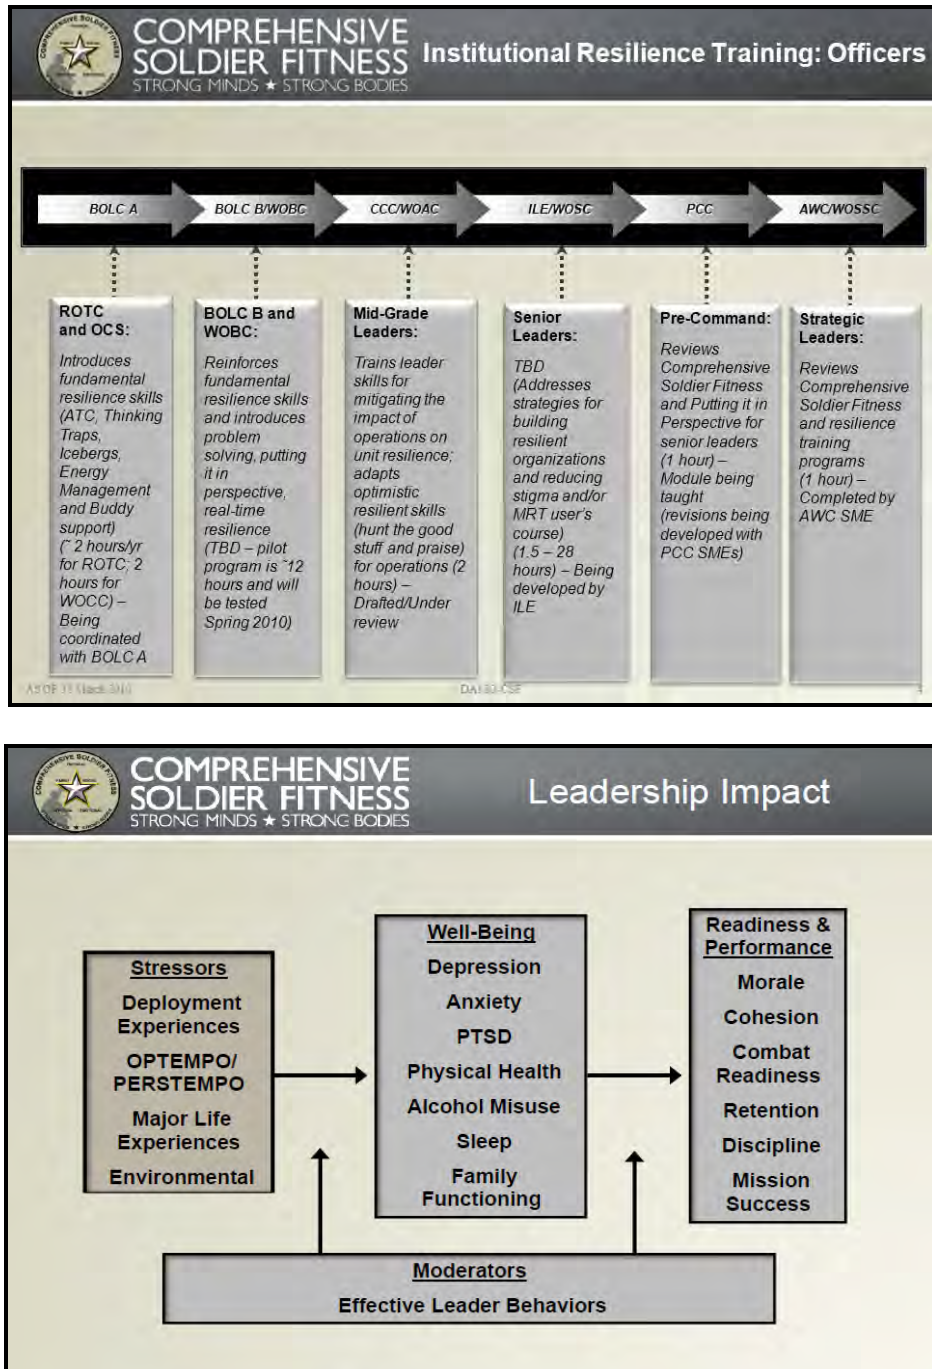 COMPREHENSIVE
SOLDIER FITNESS
STRONG MINDS ★ STRONG BODIES
Institutional Resilience Training: Officers
BOLC A
BOLC B/WOBC
CCC/WOAC
ILE/WOSC
PCC
AWC/WOSSC
ROTC
and OCS:
Introduces
fundamental
resilience skills
(ATC, Thinking
Traps,
Icebergs,
Energy
Management
and Buddy
support)
(~ 2 hours/yr
for ROTC; 2
hours for
WOCC) –
Being
coordinated
with BOLC A
BOLC B and
WOBC:
Reinforces
fundamental
resilience skills
and introduces
problem
solving, putting
it in
perspective,
real-time
resilience
(TBD – pilot
program is ~12
hours and will
be tested
Spring 2010)
Mid-Grade
Leaders:
Trains leader
skills for
mitigating the
impact of
operations on
unit resilience;
adapts
optimistic
resilient skills
(hunt the good
stuff and praise)
for operations (2
hours) –
Drafted/Under
review
Senior
Leaders:
TBD
(Addresses
strategies for
building
resilient
organizations
and reducing
stigma and/or
MRT user's
course)
(1.5 – 28
hours) – Being
developed by
ILE
Pre-Command:
Reviews
Comprehensive
Soldier Fitness
and Putting it in
Perspective for
senior leaders
(1 hour) –
Module being
taught
(revisions being
developed with
PCC SMEs)
Strategic
Leaders:
Reviews
Comprehensive
Soldier Fitness
and resilience
training
programs
(1 hour) –
Completed by
AWC SME
AS OF March 2010
COMPREHENSIVE
SOLDIER FITNESS
STRONG MINDS ★ STRONG BODIES
Leadership Impact
Stressors
Deployment
Experiences
OPTEMPO/
PERSTEMPO
Major Life
Experiences
Environmental
Well-Being
Depression
Anxiety
PTSD
Physical Health
Alcohol Misuse
Sleep
Family
Functioning
Readiness &
Performance
Morale
Cohesion
Combat
Readiness
Retention
Discipline
Mission
Success
Moderators
Effective Leader Behaviors